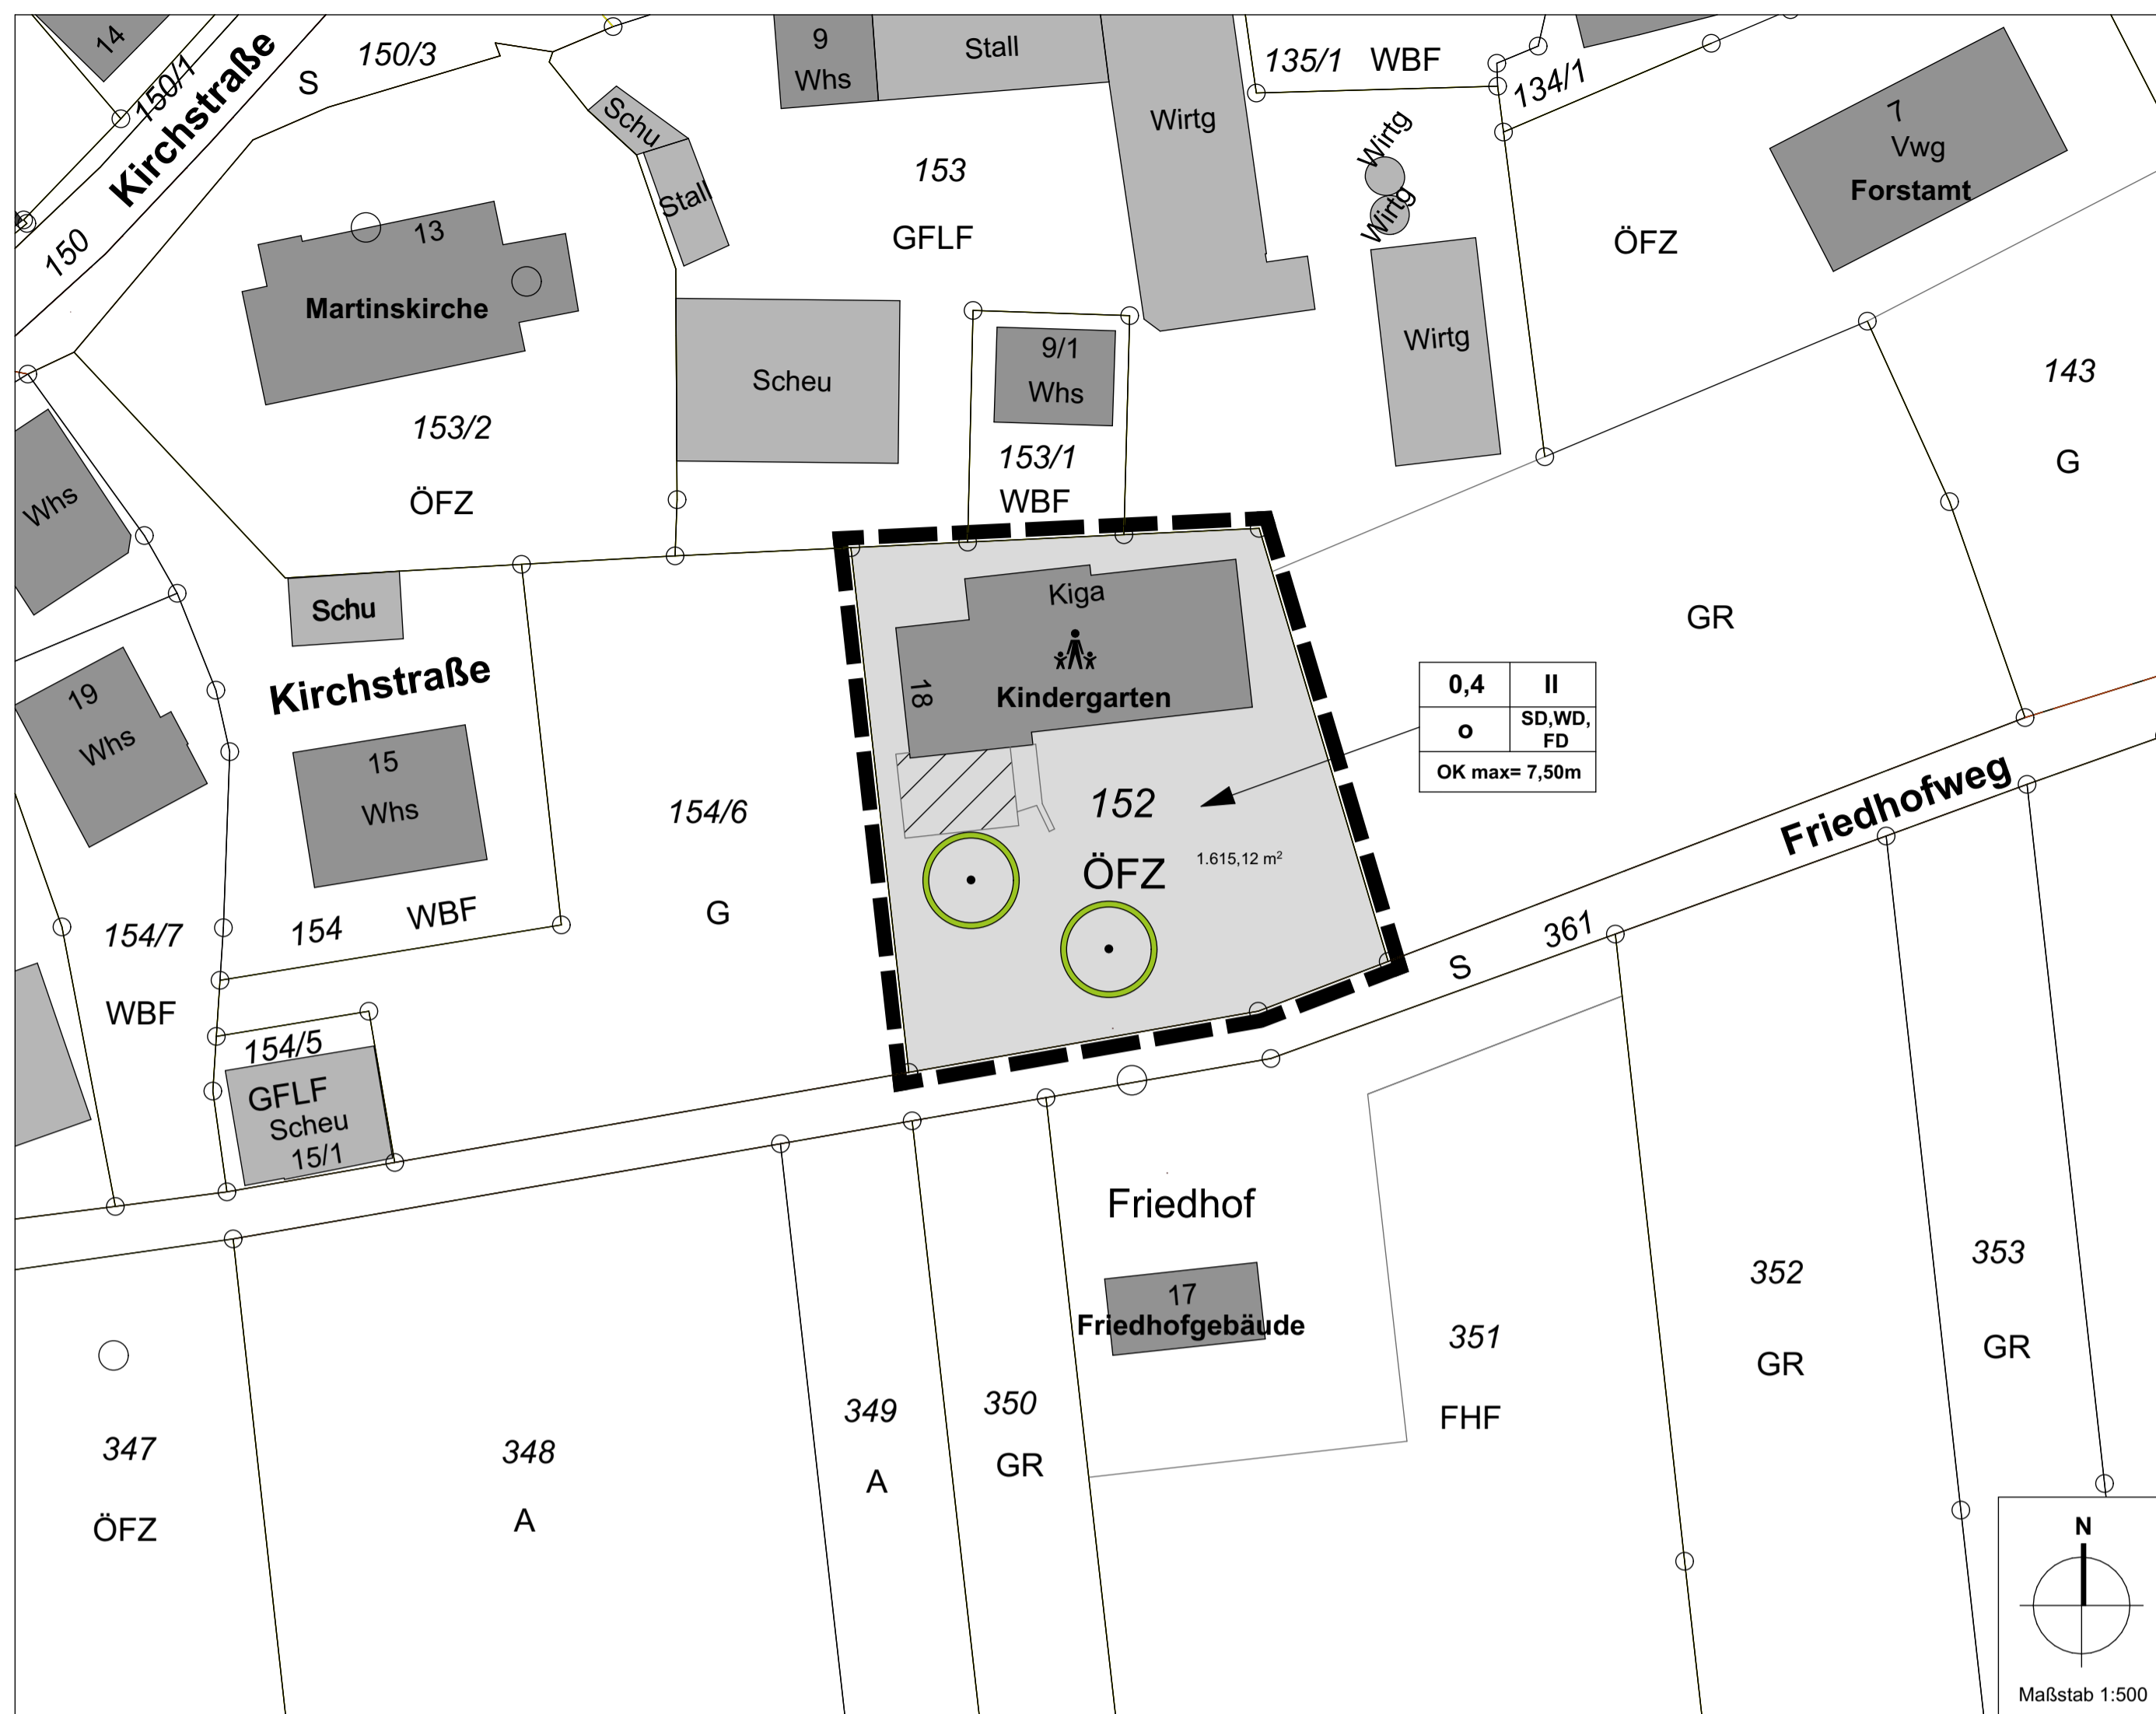 14
150/1
Kirchstraße
150
S
150/3
9
Whs
Stall
Wirtg
135/1
WBF
134/1
7
Vwg
Forstamt
Schu
Stall
153
GFLF
Wirtg
Wirtg
ÖFZ
13
Martinskirche
153/2
ÖFZ
Scheu
9/1
Whs
153/1
WBF
Wirtg
143
G
Whs
Schu
Kirchstraße
19
Whs
15
Whs
154
WBF
154/6
G
Kiga
18
Kindergarten
152
ÖFZ
1.615,12 m²
GR
0,4
II
o
SD,WD,
FD
OK max= 7,50m
Friedhofweg
361
S
154/7
WBF
154/5
GFLF
Scheu
15/1
Friedhof
17
Friedhofgebäude
351
FHF
352
GR
353
GR
347
ÖFZ
348
A
349
A
350
GR
N
Maßstab 1:500